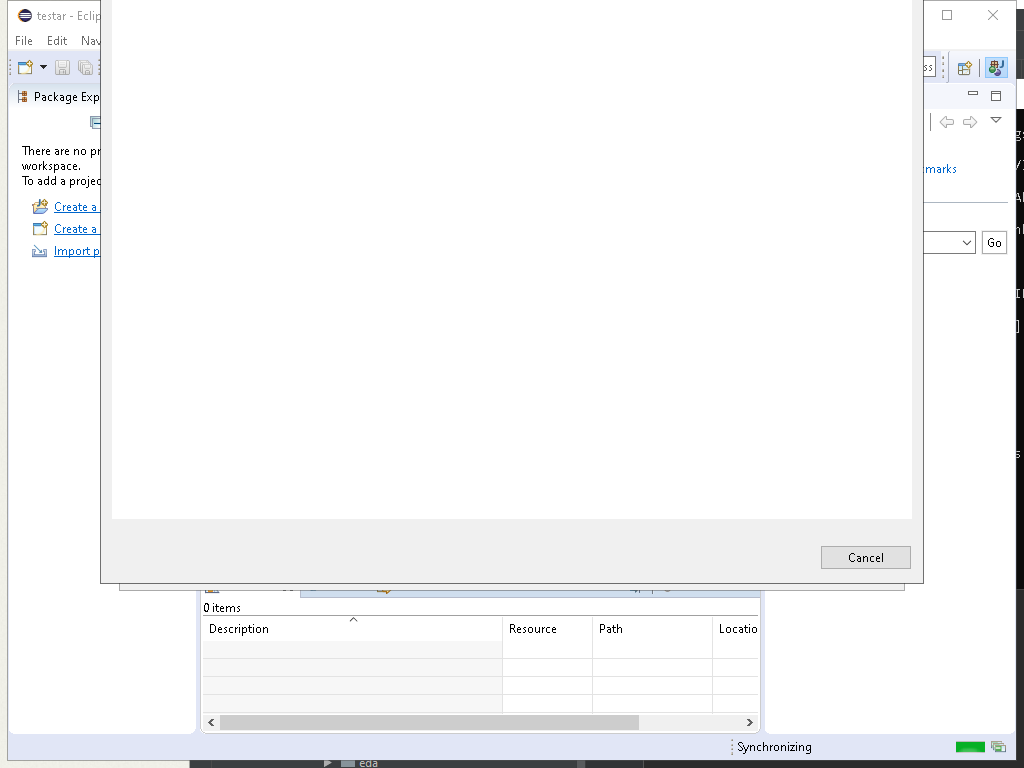 testar - Eclip
File Edit Nav
ss
Package Exp
There are no pr
workspace.
To add a projec
Create a
Create a
Import p
marks
Go
Cancel
0 items
Description Resource Path Locatio
Synchronizing
eda